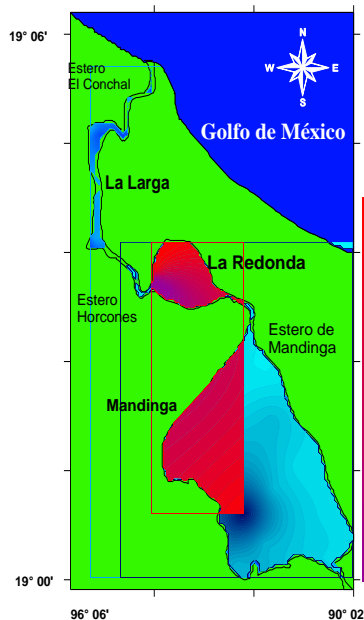 19° 06'
N
W E
S
Estero
El Conchal
Golfo de México
La Larga
La Redonda
Estero
Horcones
Estero de
Mandinga
Mandinga
19° 00'
96° 06' 90° 02'